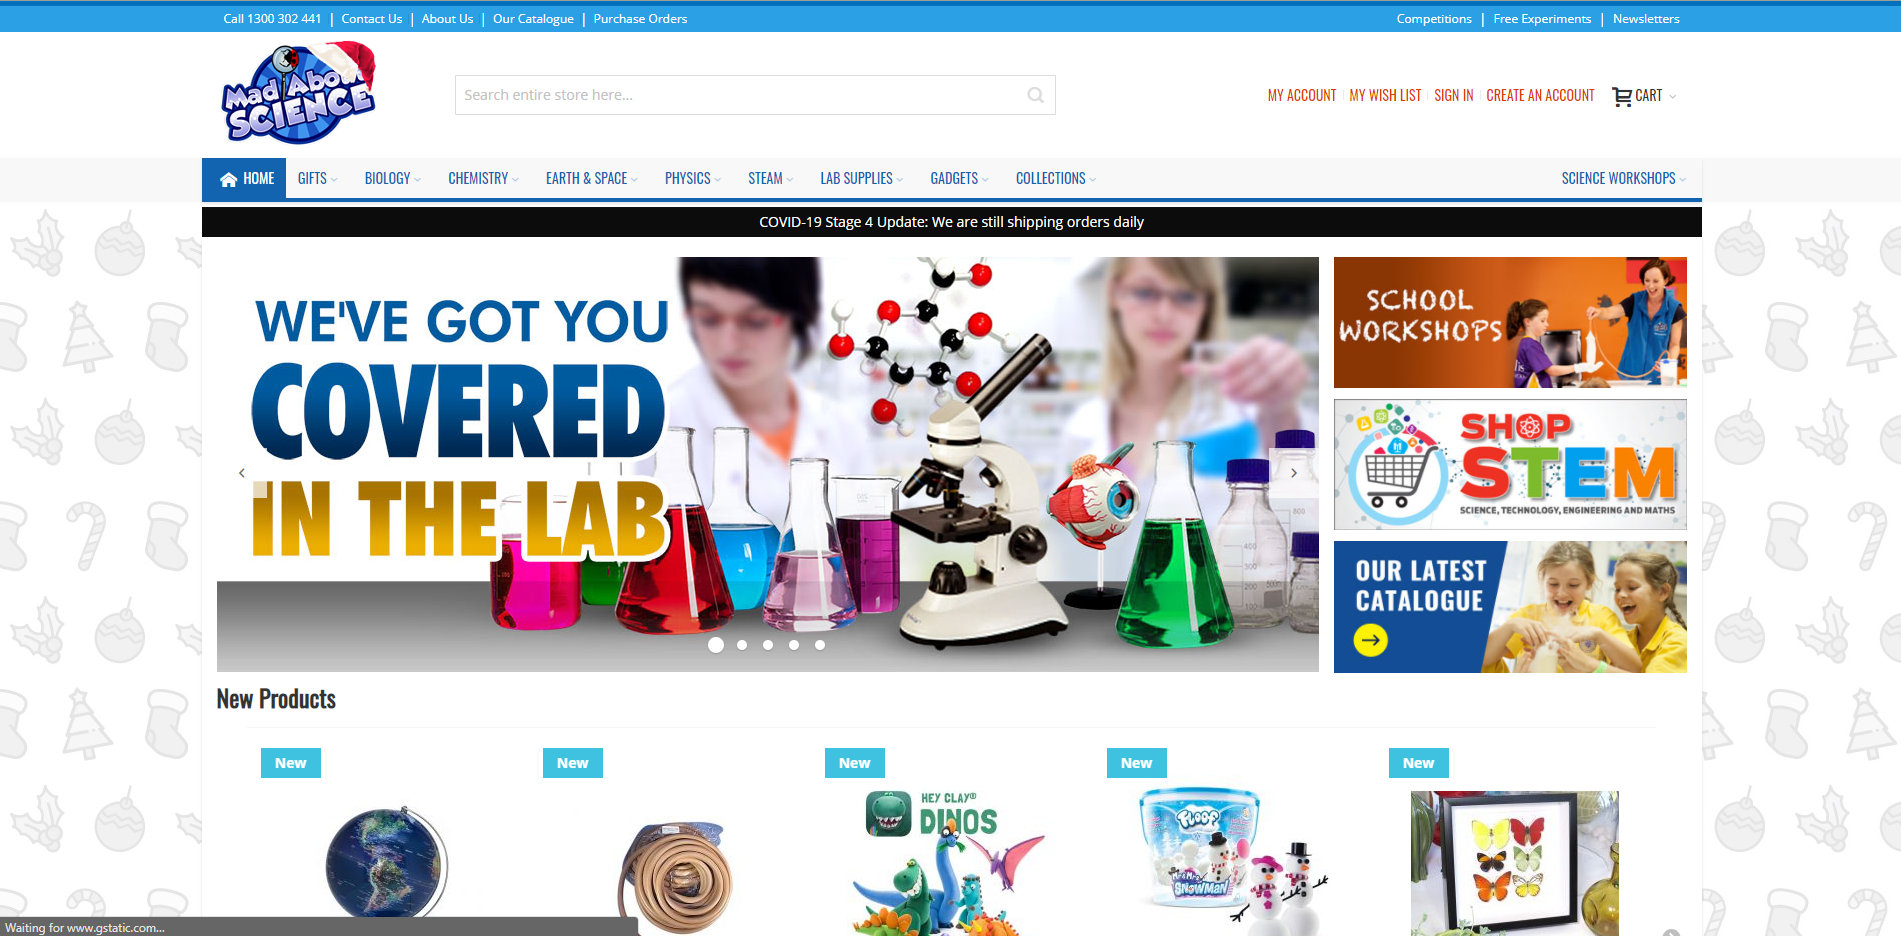 Call 1300 302 441 | Contact Us | About Us | Our Catalogue | Purchase Orders
Competitions | Free Experiments | Newsletters
Mad About
SCIENCE
Search entire store here...
MY ACCOUNT
MY WISH LIST
SIGN IN
CREATE AN ACCOUNT
CART
HOME
GIFTS
BIOLOGY
CHEMISTRY
EARTH & SPACE
PHYSICS
STEAM
LAB SUPPLIES
GADGETS
COLLECTIONS
SCIENCE WORKSHOPS
COVID-19 Stage 4 Update: We are still shipping orders daily
WE'VE GOT YOU
COVERED
IN THE LAB
SCHOOL
WORKSHOPS
SHOP
STEM
SCIENCE, TECHNOLOGY, ENGINEERING AND MATHS
OUR LATEST
CATALOGUE
New Products
New
New
New
New
New
HEY CLAY®
DINOS
FLOOF
Mr & Mrs
SNOWMAN
Waiting for www.gstatic.com...